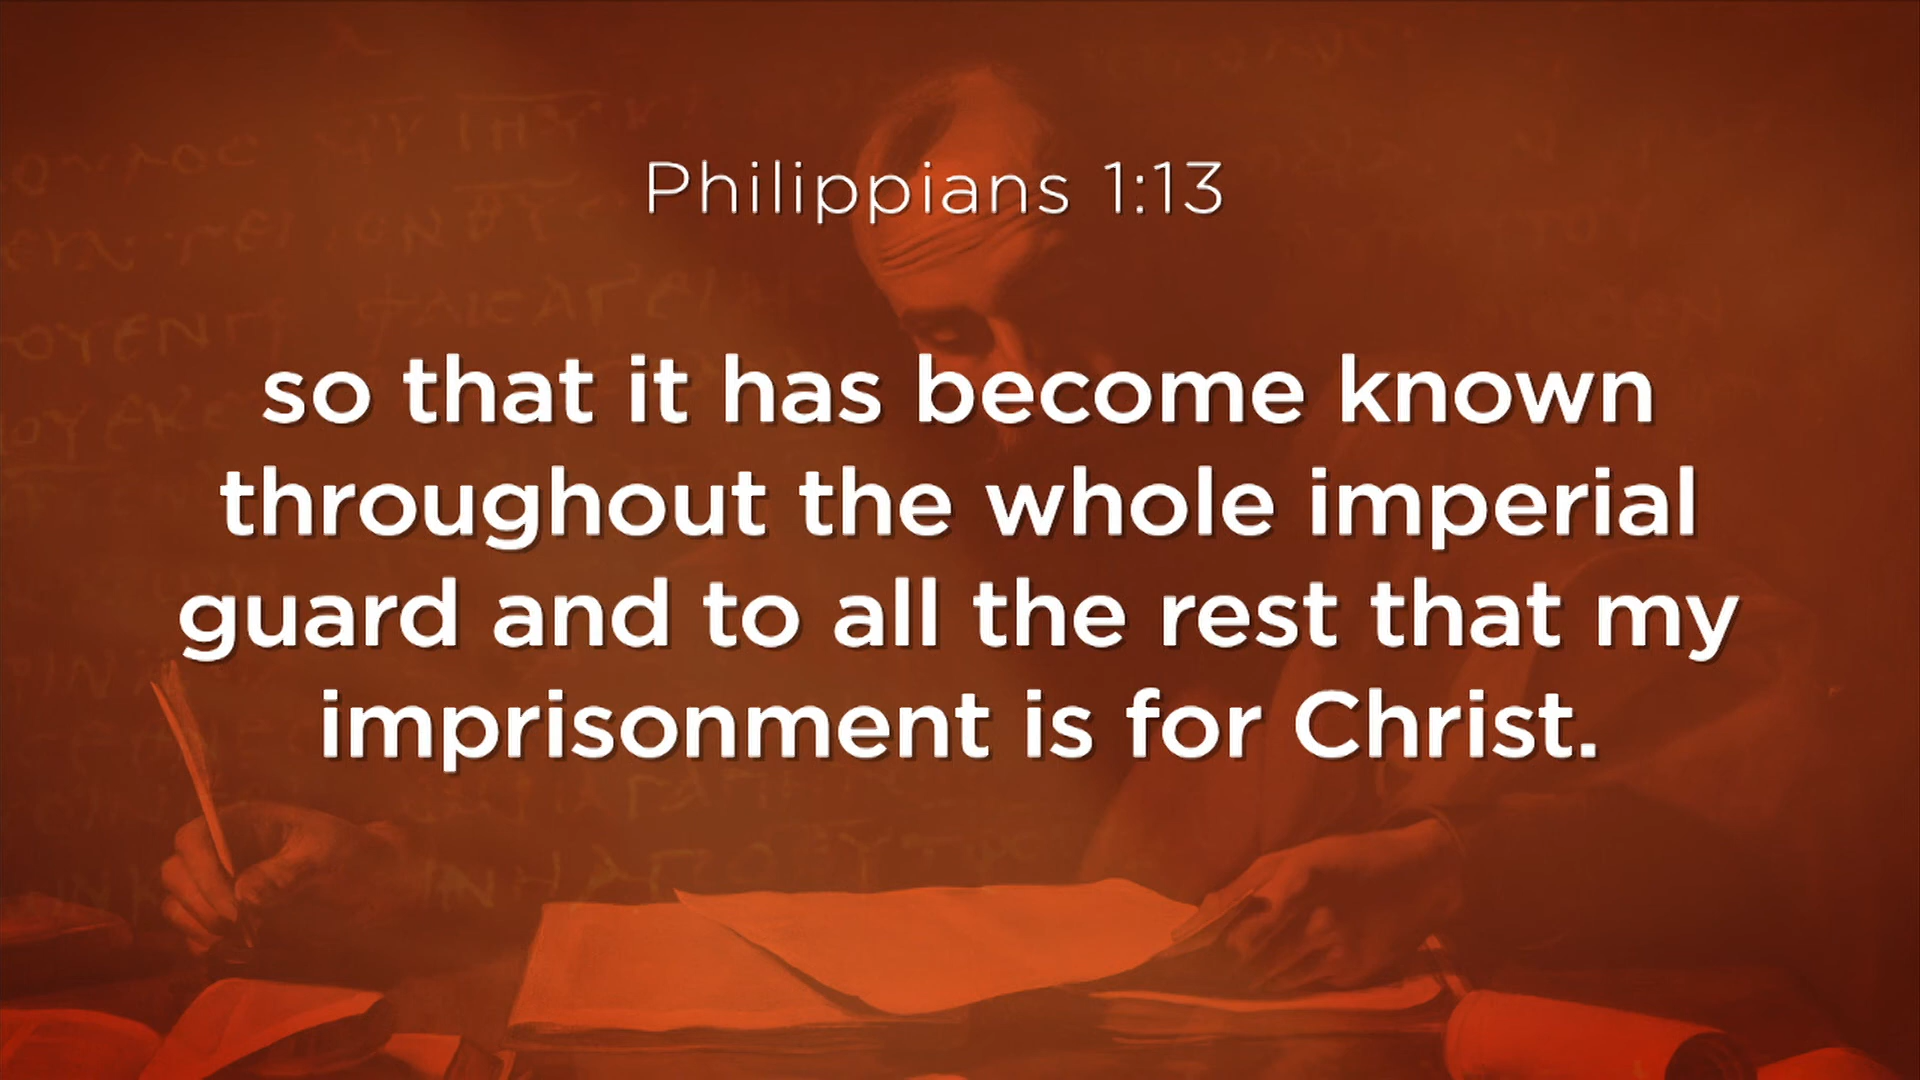 Philippians 1:13
so that it has become known
throughout the whole imperial
guard and to all the rest that my
imprisonment is for Christ.